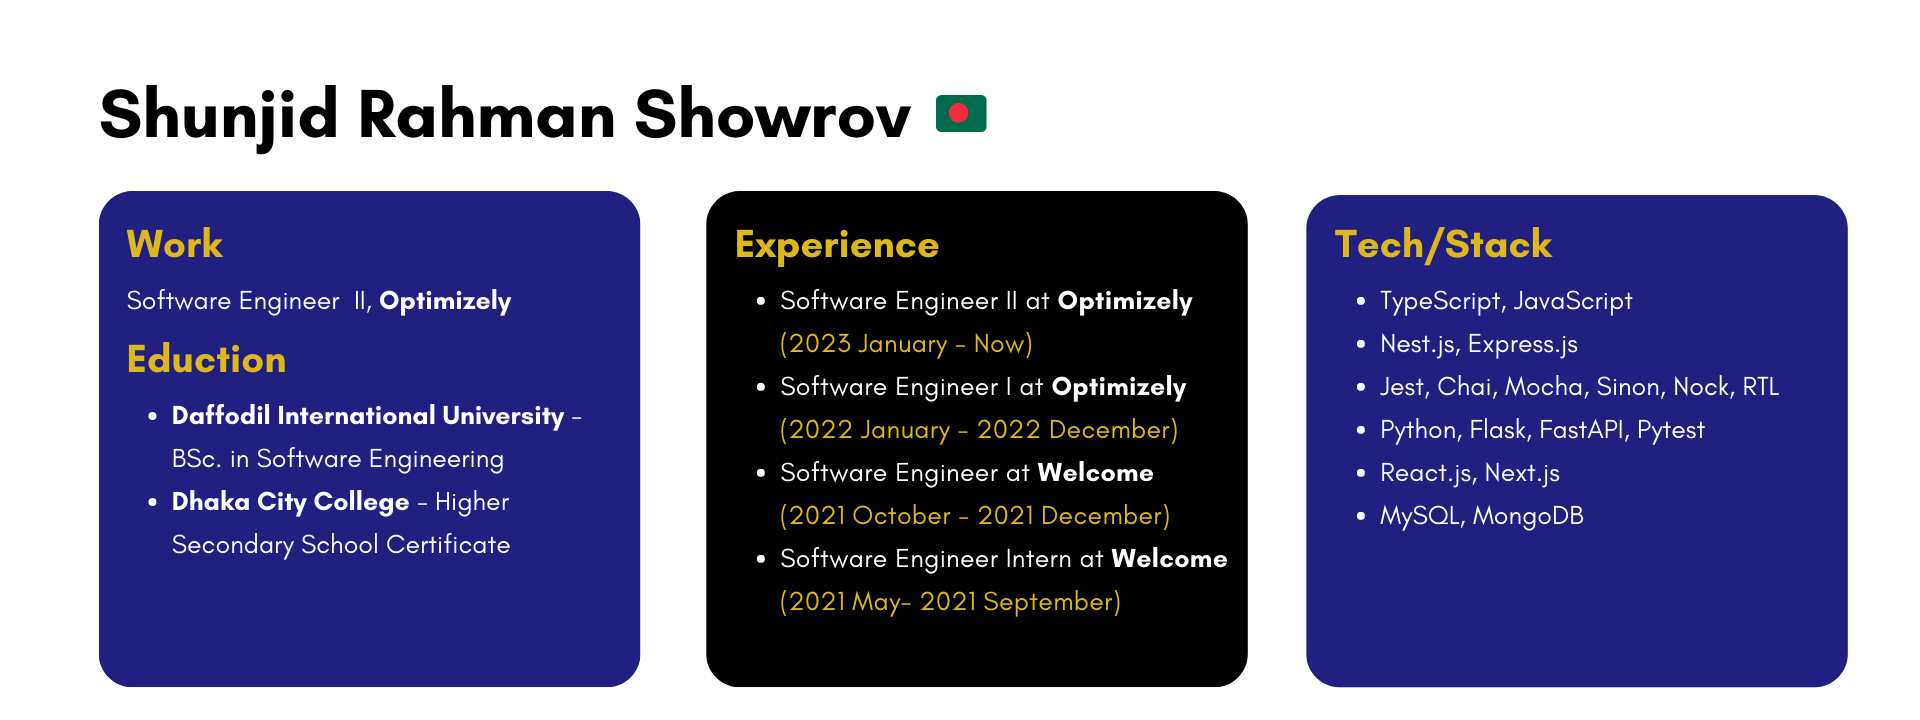 Shunjid Rahman Showrov
Work
Software Engineer  II, Optimizely
Eduction
• Daffodil International University -
BSc. in Software Engineering
• Dhaka City College - Higher
Secondary School Certificate
Experience
• Software Engineer II at Optimizely
(2023 January - Now)
• Software Engineer I at Optimizely
(2022 January - 2022 December)
• Software Engineer at Welcome
(2021 October - 2021 December)
• Software Engineer Intern at Welcome
(2021 May- 2021 September)
Tech/Stack
• TypeScript, JavaScript
• Nest.js, Express.js
• Jest, Chai, Mocha, Sinon, Nock, RTL
• Python, Flask, FastAPI, Pytest
• React.js, Next.js
• MySQL, MongoDB